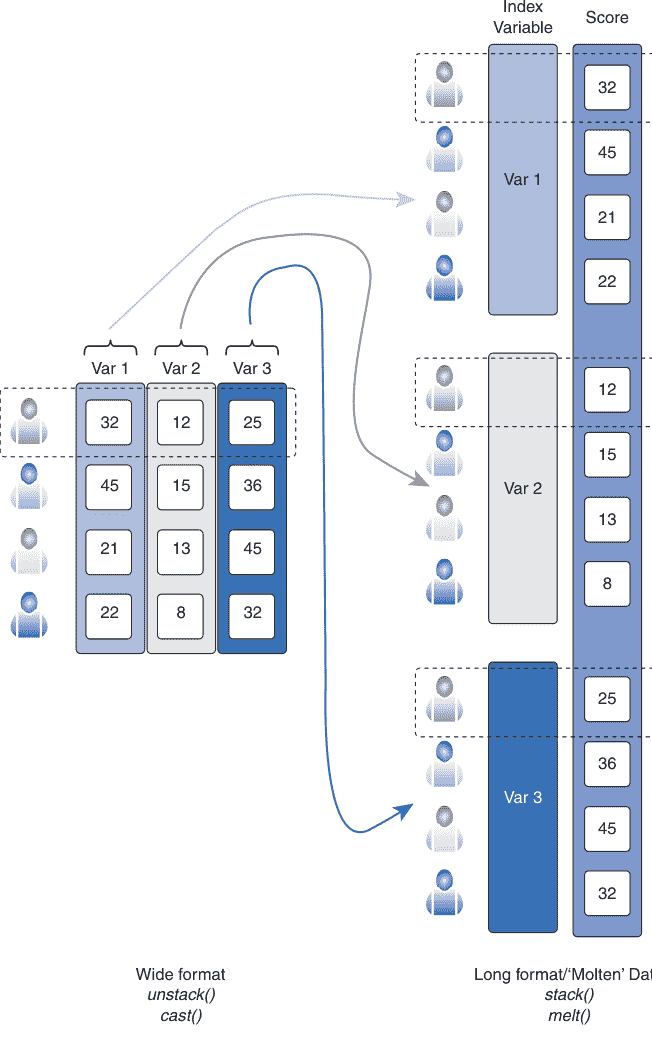 Index
Variable
Score
32
45
Var 1
21
22
12
15
Var 2
13
8
25
36
Var 3
45
32
Var 1 Var 2 Var 3
32 12 25
45 15 36
21 13 45
22 8 32
Wide format
unstack()
cast()
Long format/‘Molten’ Dat
stack()
melt()